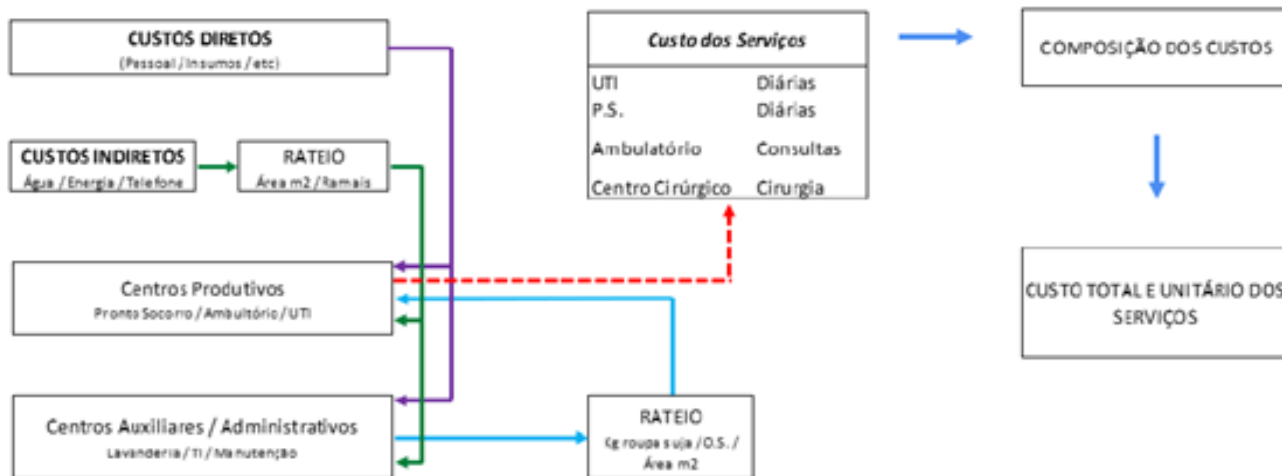 CUSTOS DIRETOS
(Pessoal / Insumos / etc)
CUSTOS INDIRETOS
Água / Energia / Telefone
RATEIO
Área m2 / Ramais
Centros Produtivos
Pronto Socorro / Ambultório / UTI
Centros Auxiliares / Administrativos
Lavanderia / TI / Manutenção
RATEIO
Kg roupa suja / O.S. /
Área m2
Custo dos Serviços
UTI Diárias
P.S. Diárias
Ambulatório Consultas
Centro Cirúrgico Cirurgia
COMPOSIÇÃO DOS CUSTOS
CUSTO TOTAL E UNITÁRIO DOS
SERVIÇOS